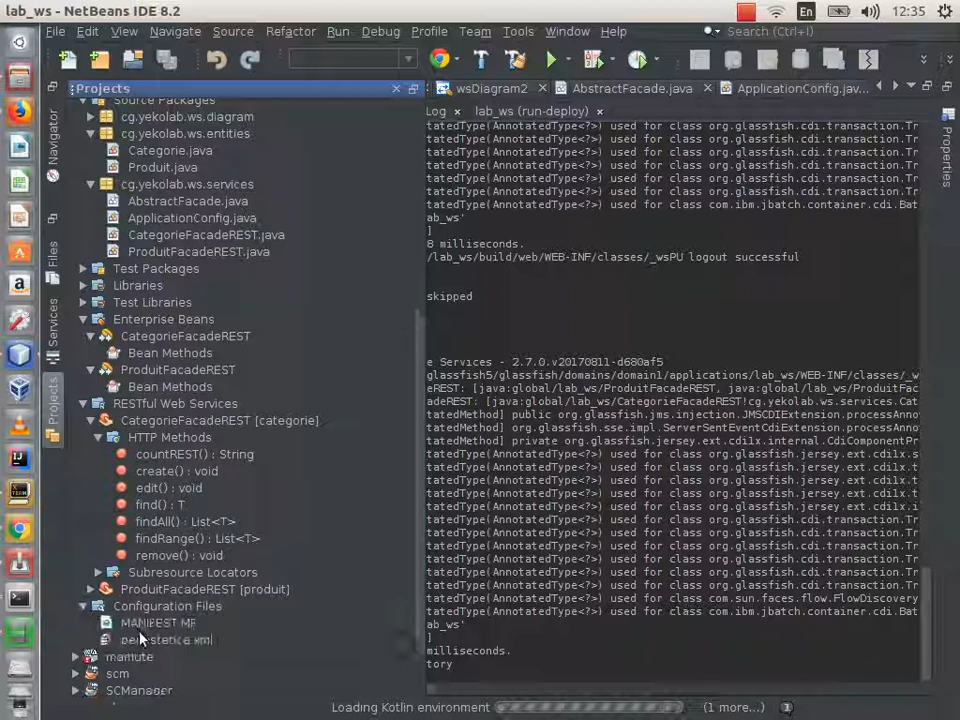 lab_ws - NetBeans IDE 8.2
En
12:35
File Edit View Navigate Source Refactor Run Debug Profile Team Tools Window Help
Search (Ctrl+I)
Projects
wsDiagram2
AbstractFacade.java
ApplicationConfig.jav...
Log
lab_ws (run-deploy)
Navigator
Files
Services
Projects
Properties
Source Packages
cg.yekolab.ws.diagram
cg.yekolab.ws.entities
Categorie.java
Produit.java
cg.yekolab.ws.services
AbstractFacade.java
ApplicationConfig.java
CategorieFacadeREST.java
ProduitFacadeREST.java
Test Packages
Libraries
Test Libraries
Enterprise Beans
CategorieFacadeREST
Bean Methods
ProduitFacadeREST
Bean Methods
RESTful Web Services
CategorieFacadeREST [categorie]
HTTP Methods
countREST() : String
create() : void
edit() : void
find() : T
findAll() : List<T>
findRange() : List<T>
remove() : void
Subresource Locators
ProduitFacadeREST [produit]
Configuration Files
MANIFEST.MF
persistence.xml
scm
SCManager
tatedType(AnnotatedType<?>) used for class org.glassfish.cdi.transaction.Tr
tatedType(AnnotatedType<?>) used for class org.glassfish.cdi.transaction.Tr
tatedType(AnnotatedType<?>) used for class org.glassfish.cdi.transaction.Tr
tatedType(AnnotatedType<?>) used for class org.glassfish.cdi.transaction.Tr
tatedType(AnnotatedType<?>) used for class org.glassfish.cdi.transaction.Tr
tatedType(AnnotatedType<?>) used for class org.glassfish.cdi.transaction.Tr
tatedType(AnnotatedType<?>) used for class com.ibm.jbatch.container.cdi.Bat
ab_ws'
]
8 milliseconds.
/lab_ws/build/web/WEB-INF/classes/_wsPU logout successful
skipped
e Services - 2.7.0.v20170811-d680af5
glassfish5/glassfish/domains/domain1/applications/lab_ws/WEB-INF/classes/_w
deREST: [java:global/lab_ws/ProduitFacadeREST, java:global/lab_ws/ProduitFa
adeREST: [java:global/lab_ws/CategorieFacadeREST!cg.yekolab.ws.services.Cat
tatedMethod] public org.glassfish.jms.injection.JMSCDIExtension.processAnno
tatedMethod] org.glassfish.sse.impl.ServerSentEventCdiExtension.processAnno
tatedMethod] private org.glassfish.jersey.ext.cdi1x.internal.CdiComponentPr
tatedType(AnnotatedType<?>) used for class org.glassfish.jersey.ext.cdi1x.s
tatedType(AnnotatedType<?>) used for class org.glassfish.jersey.ext.cdi1x.t
tatedType(AnnotatedType<?>) used for class org.glassfish.jersey.ext.cdi1x.t
tatedType(AnnotatedType<?>) used for class org.glassfish.jersey.ext.cdi1x.t
tatedType(AnnotatedType<?>) used for class org.glassfish.jersey.ext.cdi1x.i
tatedType(AnnotatedType<?>) used for class org.glassfish.cdi.transaction.Tr
tatedType(AnnotatedType<?>) used for class org.glassfish.cdi.transaction.Tr
tatedType(AnnotatedType<?>) used for class org.glassfish.cdi.transaction.Tr
tatedType(AnnotatedType<?>) used for class org.glassfish.cdi.transaction.Tr
tatedType(AnnotatedType<?>) used for class org.glassfish.cdi.transaction.Tr
tatedType(AnnotatedType<?>) used for class org.glassfish.cdi.transaction.Tr
tatedType(AnnotatedType<?>) used for class com.sun.faces.flow.FlowDiscovery
tatedType(AnnotatedType<?>) used for class com.ibm.jbatch.container.cdi.Bat
ab_ws'
]
milliseconds.
tory
Loading Kotlin environment
(1 more...)
1